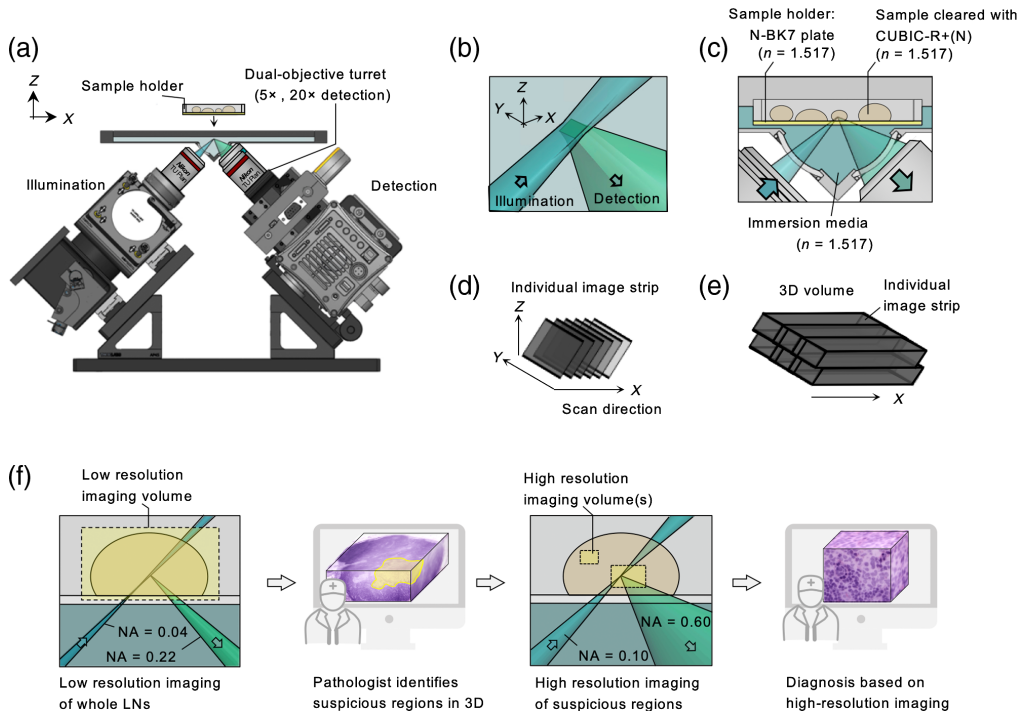 (a)
Z
X
Sample holder
Dual-objective turret
(5× , 20× detection)
Nikon
TU Plan
Nikon
TU Plan
Illumination
Detection
(b)
Z
Y
X
Illumination
Detection
(c)
Sample holder:
N-BK7 plate
(n = 1.517)
Sample cleared with
CUBIC-R+(N)
(n = 1.517)
Immersion media
(n = 1.517)
(d)
Individual image strip
Z
Y
X
Scan direction
(e)
3D volume
Individual
image strip
X
(f)
Low resolution
imaging volume
NA = 0.04
NA = 0.22
Low resolution imaging
of whole LNs
Pathologist identifies
suspicious regions in 3D
High resolution
imaging volume(s)
NA = 0.60
NA = 0.10
High resolution imaging
of suspicious regions
Diagnosis based on
high-resolution imaging